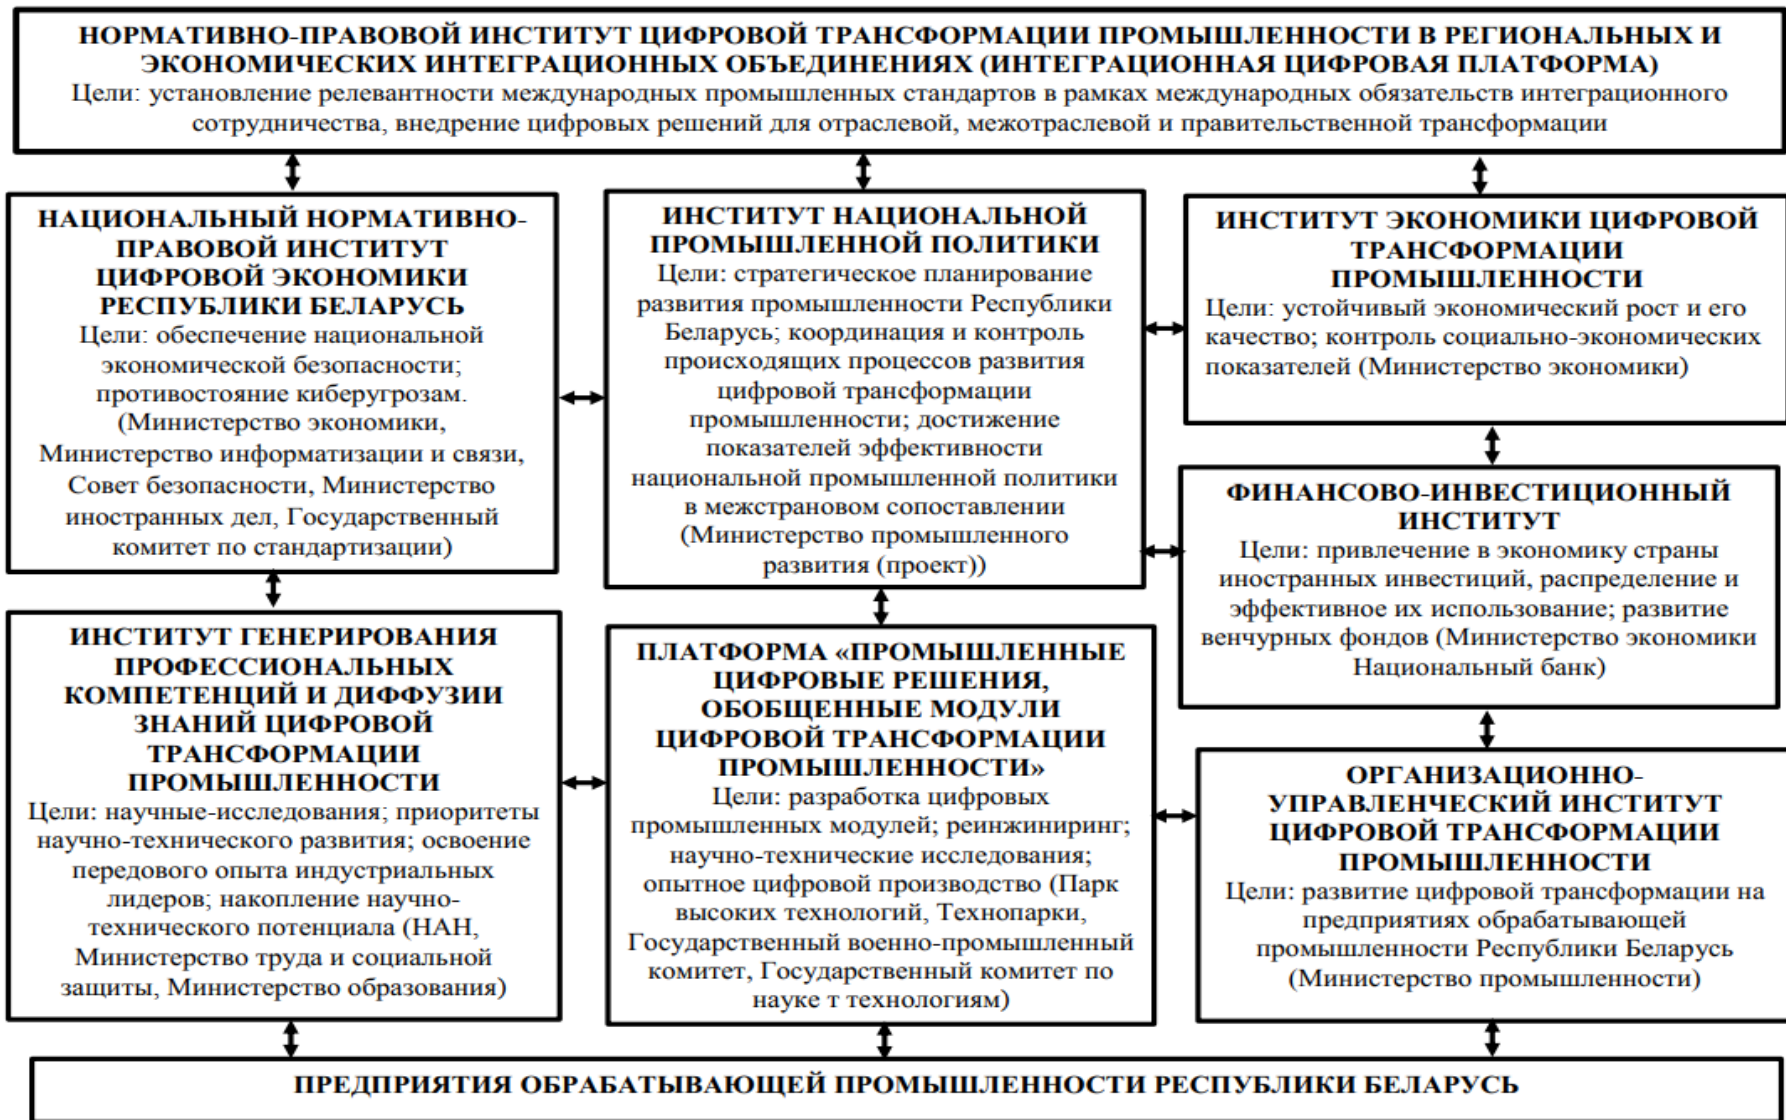 НОРМАТИВНО-ПРАВОВОЙ ИНСТИТУТ ЦИФРОВОЙ ТРАНСФОРМАЦИИ ПРОМЫШЛЕННОСТИ В РЕГИОНАЛЬНЫХ И
ЭКОНОМИЧЕСКИХ ИНТЕГРАЦИОННЫХ ОБЪЕДИНЕНИЯХ (ИНТЕГРАЦИОННАЯ ЦИФРОВАЯ ПЛАТФОРМА)
Цели: установление релевантности международных промышленных стандартов в рамках международных обязательств интеграционного
сотрудничества, внедрение цифровых решений для отраслевой, межотраслевой и правительственной трансформации
НАЦИОНАЛЬНЫЙ НОРМАТИВНО-
ПРАВОВОЙ ИНСТИТУТ
ЦИФРОВОЙ ЭКОНОМИКИ
РЕСПУБЛИКИ БЕЛАРУСЬ
Цели: обеспечение национальной
экономической безопасности;
противостояние киберугрозам.
(Министерство экономики,
Министерство информатизации и связи,
Совет безопасности, Министерство
иностранных дел, Государственный
комитет по стандартизации)
ИНСТИТУТ НАЦИОНАЛЬНОЙ
ПРОМЫШЛЕННОЙ ПОЛИТИКИ
Цели: стратегическое планирование
развития промышленности Республики
Беларусь; координация и контроль
происходящих процессов развития
цифровой трансформации
промышленности; достижение
показателей эффективности
национальной промышленной политики
в межстрановом сопоставлении
(Министерство промышленного
развития (проект))
ИНСТИТУТ ЭКОНОМИКИ ЦИФРОВОЙ
ТРАНСФОРМАЦИИ
ПРОМЫШЛЕННОСТИ
Цели: устойчивый экономический рост и его
качество; контроль социально-экономических
показателей (Министерство экономики)
ФИНАНСОВО-ИНВЕСТИЦИОННЫЙ
ИНСТИТУТ
Цели: привлечение в экономику страны
иностранных инвестиций, распределение и
эффективное их использование; развитие
венчурных фондов (Министерство экономики
Национальный банк)
ИНСТИТУТ ГЕНЕРИРОВАНИЯ
ПРОФЕССИОНАЛЬНЫХ
КОМПЕТЕНЦИЙ И ДИФФУЗИИ
ЗНАНИЙ ЦИФРОВОЙ
ТРАНСФОРМАЦИИ
ПРОМЫШЛЕННОСТИ
Цели: научные-исследования; приоритеты
научно-технического развития; освоение
передового опыта индустриальных
лидеров; накопление научно-
технического потенциала (НАН,
Министерство труда и социальной
защиты, Министерство образования)
ПЛАТФОРМА «ПРОМЫШЛЕННЫЕ
ЦИФРОВЫЕ РЕШЕНИЯ,
ОБОБЩЕННЫЕ МОДУЛИ
ЦИФРОВОЙ ТРАНСФОРМАЦИИ
ПРОМЫШЛЕННОСТИ»
Цели: разработка цифровых
промышленных модулей; реинжиниринг;
научно-технические исследования;
опытное цифровой производство (Парк
высоких технологий, Технопарки,
Государственный военно-промышленный
комитет, Государственный комитет по
науке т технологиям)
ОРГАНИЗАЦИОННО-
УПРАВЛЕНЧЕСКИЙ ИНСТИТУТ
ЦИФРОВОЙ ТРАНСФОРМАЦИИ
ПРОМЫШЛЕННОСТИ
Цели: развитие цифровой трансформации на
предприятиях обрабатывающей
промышленности Республики Беларусь
(Министерство промышленности)
ПРЕДПРИЯТИЯ ОБРАБАТЫВАЮЩЕЙ ПРОМЫШЛЕННОСТИ РЕСПУБЛИКИ БЕЛАРУСЬ